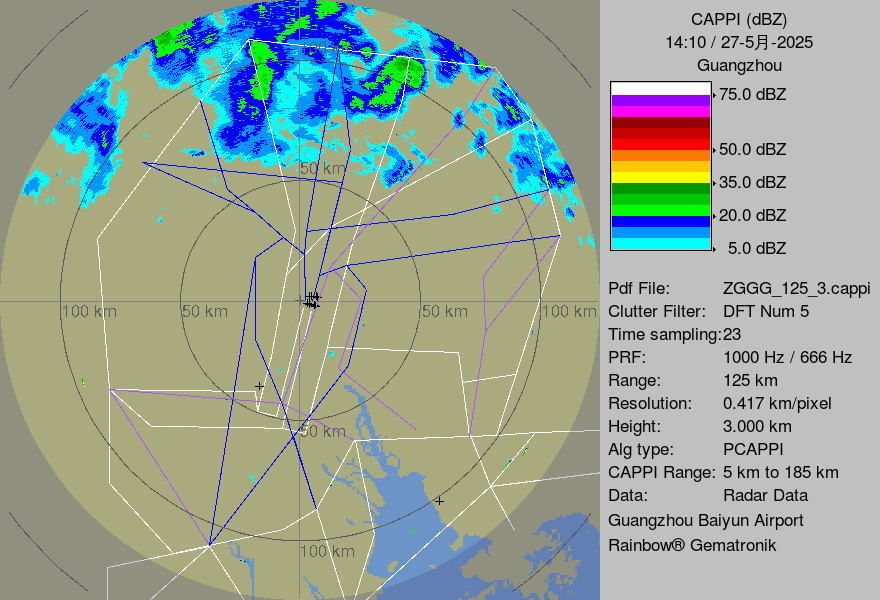 CAPPI (dBZ)
14:10 / 27-5月-2025
Guangzhou
75.0 dBZ
50.0 dBZ
35.0 dBZ
20.0 dBZ
5.0 dBZ
Pdf File: ZGGG_125_3.cappi
Clutter Filter: DFT Num 5
Time sampling:23
PRF: 1000 Hz / 666 Hz
Range: 125 km
Resolution: 0.417 km/pixel
Height: 3.000 km
Alg type: PCAPPI
CAPPI Range: 5 km to 185 km
Data: Radar Data
Guangzhou Baiyun Airport
Rainbow® Gematronik
100 km
50 km
100 km
50 km
50 km
100 km
50 km
100 km